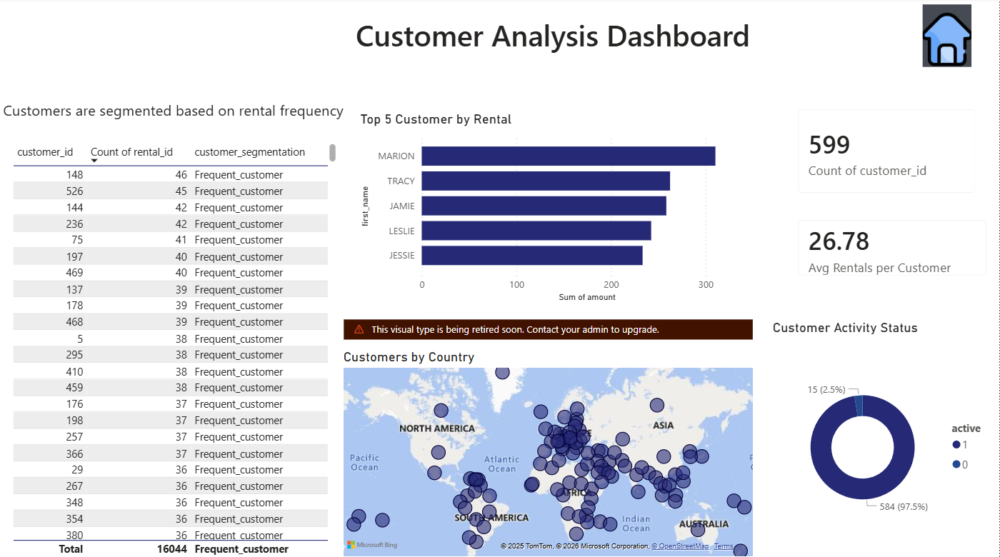 Customer Analysis Dashboard
Customers are segmented based on rental frequency
customer_id Count of rental_id customer_segmentation
148 46 Frequent_customer
526 45 Frequent_customer
144 42 Frequent_customer
236 42 Frequent_customer
75 41 Frequent_customer
197 40 Frequent_customer
469 40 Frequent_customer
137 39 Frequent_customer
178 39 Frequent_customer
468 39 Frequent_customer
5 38 Frequent_customer
295 38 Frequent_customer
410 38 Frequent_customer
459 38 Frequent_customer
176 37 Frequent_customer
198 37 Frequent_customer
257 37 Frequent_customer
366 37 Frequent_customer
29 36 Frequent_customer
267 36 Frequent_customer
348 36 Frequent_customer
354 36 Frequent_customer
380 36 Frequent_customer
Total 16044 Frequent_customer
Top 5 Customer by Rental
first_name
MARION
TRACY
JAMIE
LESLIE
JESSIE
0 100 200 300
Sum of amount
599
Count of customer_id
26.78
Avg Rentals per Customer
This visual type is being retired soon. Contact your admin to upgrade.
Customers by Country
NORTH AMERICA
ASIA
Pacific
Ocean
Atlantic
Ocean
AFRICA
SOUTH AMERICA
Indian
Ocean
AUSTRALIA
Microsoft Bing
© 2025 TomTom, © 2026 Microsoft Corporation, © OpenStreetMap Terms
Customer Activity Status
15 (2.5%)
584 (97.5%)
active
1
0